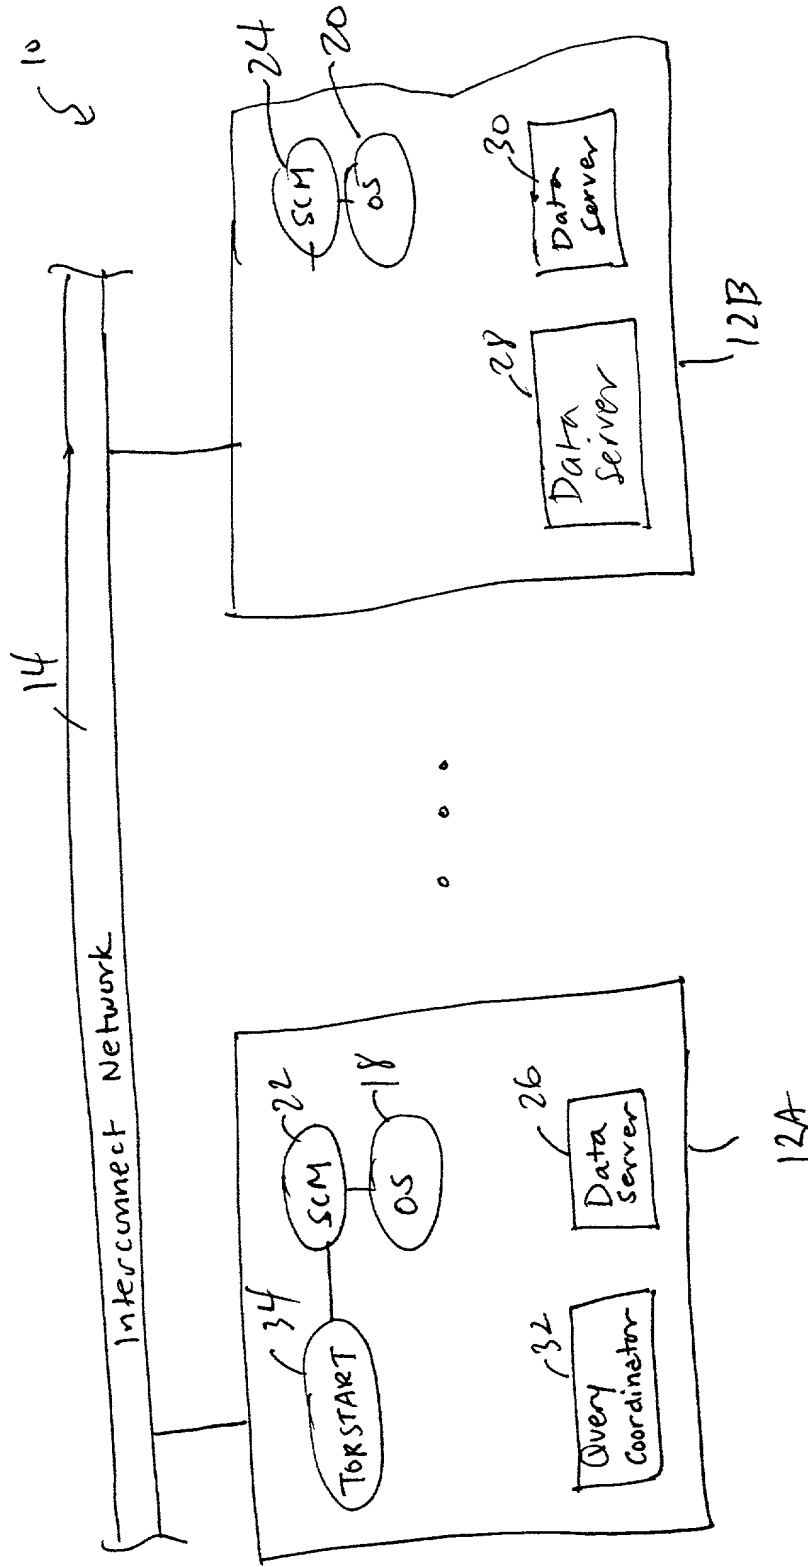 10
14
Interconnect Network
34
TORSTART
22
SCM
18
OS
32
Query
Coordinator
26
Data
Server
12A
24
SCM
20
OS
28
Data
Server
30
Data
Server
12B